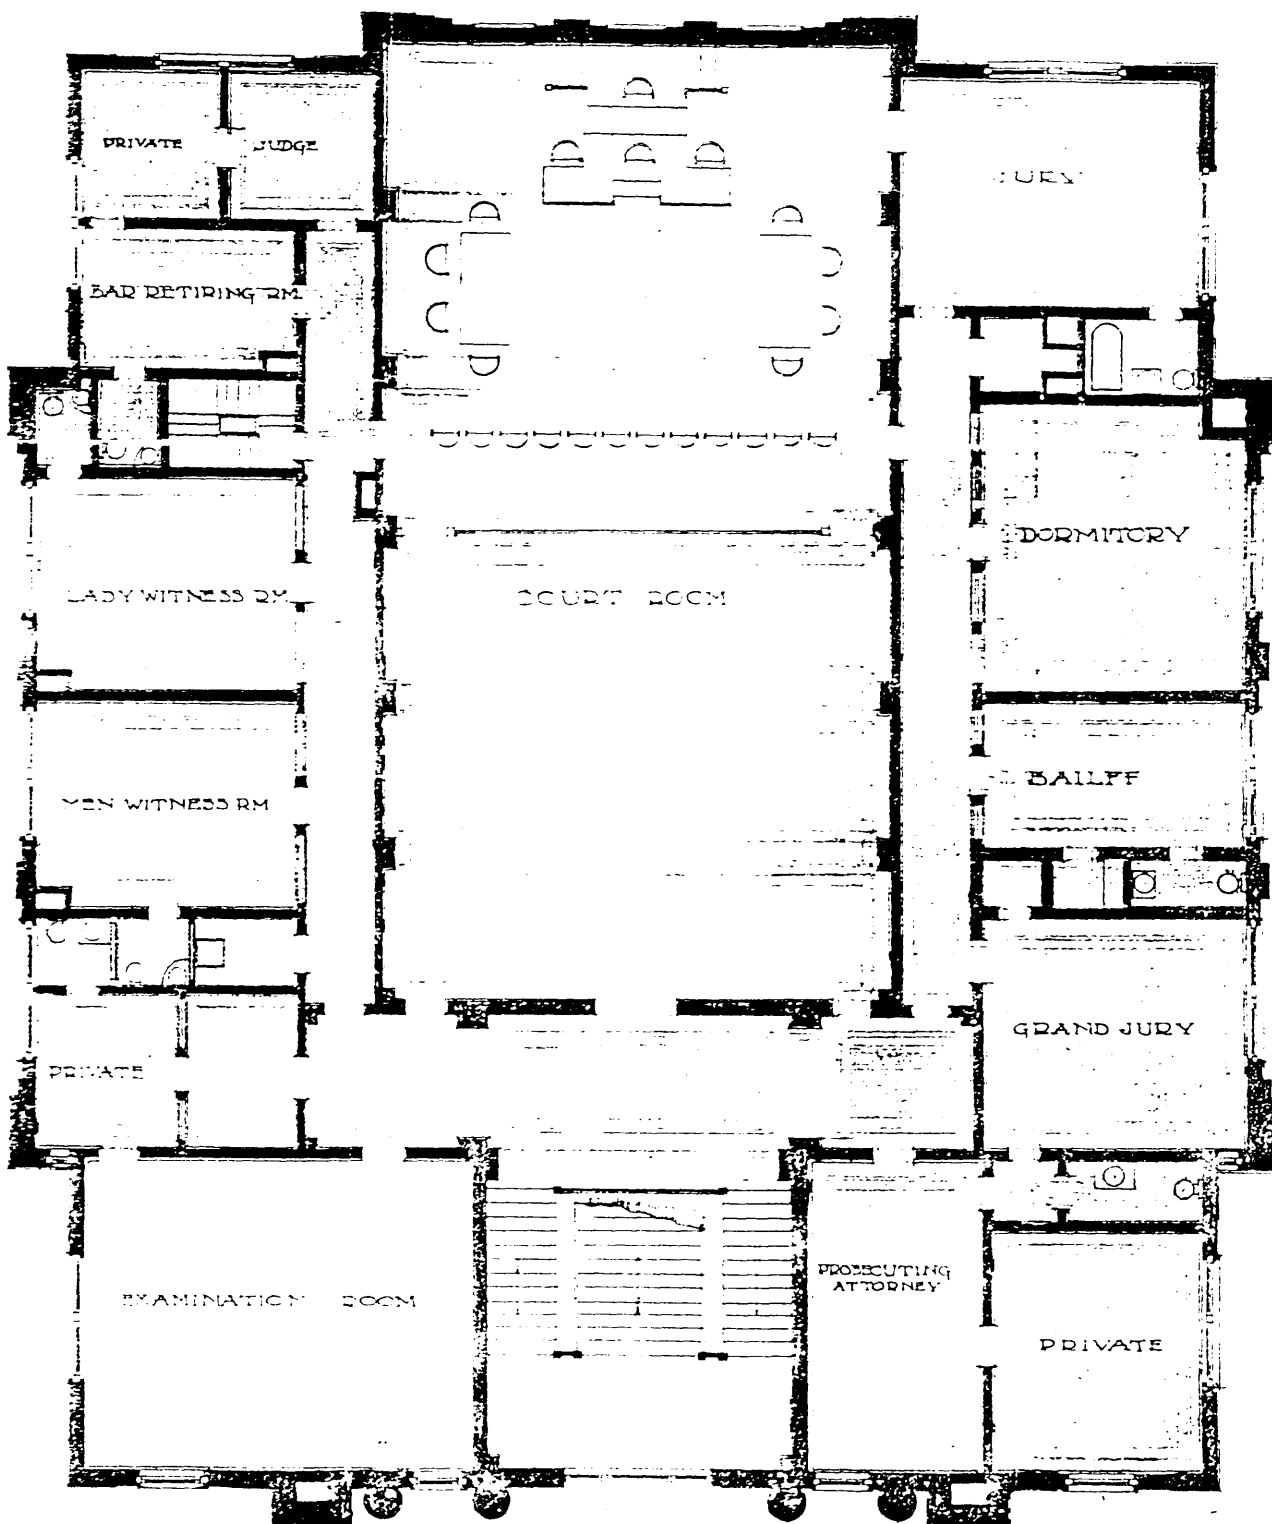 PRIVATE
JUDGE
JURY
BAR RETIRING RM
DORMITORY
LADY WITNESS RM
COURT ROOM
BAILFF
MEN WITNESS RM
GRAND JURY
PRIVATE
PROSECUTING
ATTORNEY
EXAMINATION ROOM
PRIVATE